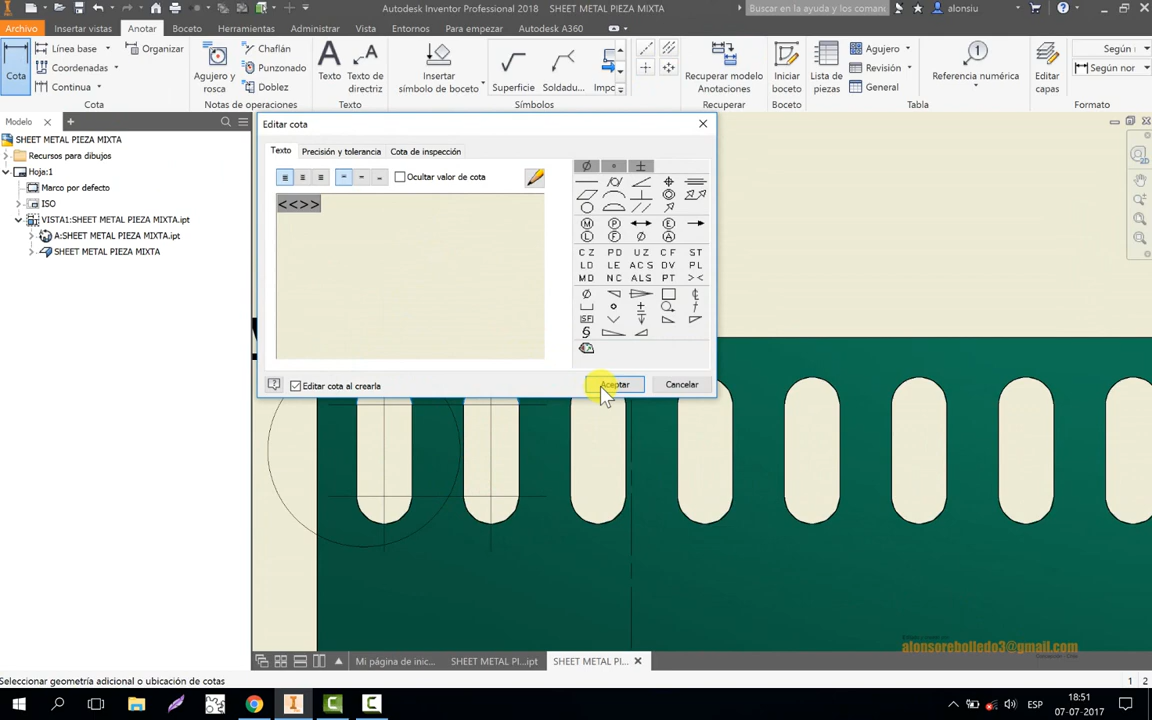 Autodesk Inventor Professional 2018 SHEET METAL PIEZA MIXTA
Buscar en la ayuda y los coman
alonsiu
Archivo Insertar vistas Anotar Boceto Herramientas Administrar Vista Entornos Para empezar Autodesk A360
Cota
Línea base
Coordenadas
Continua
Organizar
Cota
Agujero y rosca
Chaflán
Punzonado
Doblez
Notas de operaciones
Texto
Texto de directriz
Texto
Insertar símbolo de boceto
Superficie
Soldadu...
Símbolos
Recuperar modelo Anotaciones
Recuperar
Iniciar boceto
Boceto
Lista de piezas
Agujero
Revisión
General
Tabla
Referencia numérica
Editar capas
Según
Según nor
Formato
Modelo
SHEET METAL PIEZA MIXTA
Recursos para dibujos
Hoja:1
Marco por defecto
ISO
VISTA1:SHEET METAL PIEZA MIXTA.ipt
A:SHEET METAL PIEZA MIXTA.ipt
SHEET METAL PIEZA MIXTA
Editar cota
Texto Precisión y tolerancia Cota de inspección
Ocultar valor de cota
<<>>
CZ PD UZ CF ST
LD LE ACS DV PL
MD NC ALS PT ><
Editar cota al crearla
Aceptar Cancelar
alonsorebolledo3@gmail.com
Mi página de inic... SHEET METAL PI...ipt SHEET METAL PI...
Seleccionar geometría adicional o ubicación de cotas
1 2
ESP
18:51
07-07-2017